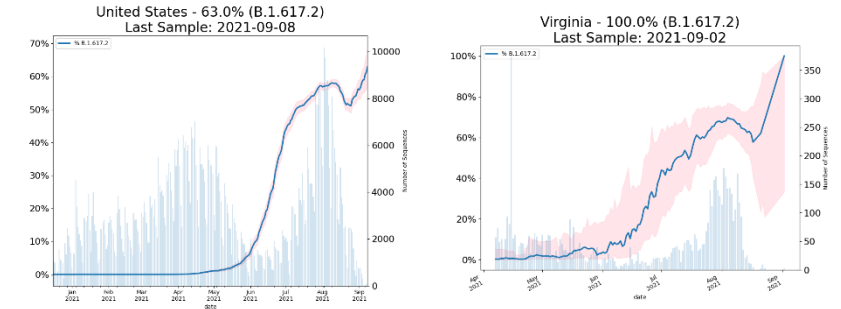 United States - 63.0% (B.1.617.2)
Last Sample: 2021-09-08
% B.1.617.2
70%
60%
50%
40%
30%
20%
10%
0%
10000
8000
6000
4000
2000
0
Number of Sequences
Jan 2021
Feb 2021
Mar 2021
Apr 2021
May 2021
Jun 2021
Jul 2021
Aug 2021
Sep 2021
date
Virginia - 100.0% (B.1.617.2)
Last Sample: 2021-09-02
% B.1.617.2
100%
80%
60%
40%
20%
0%
350
300
250
200
150
100
50
0
Number of Sequences
Apr 2021
May 2021
Jun 2021
Jul 2021
Aug 2021
Sep 2021
date